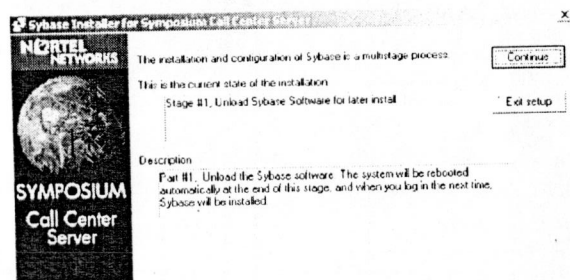 Sybase Installer for Symposium Call Center Server
NORTEL
NETWORKS
The installation and configuration of Sybase is a multistage process.
Continue
This is the current state of the installation
Stage #1, Unload Sybase Software for later install
Exit setup
Description
Part #1, Unload the Sybase software. The system will be rebooted
automatically at the end of this stage, and when you log in the next time,
Sybase will be installed
SYMPOSIUM
Call Center
Server